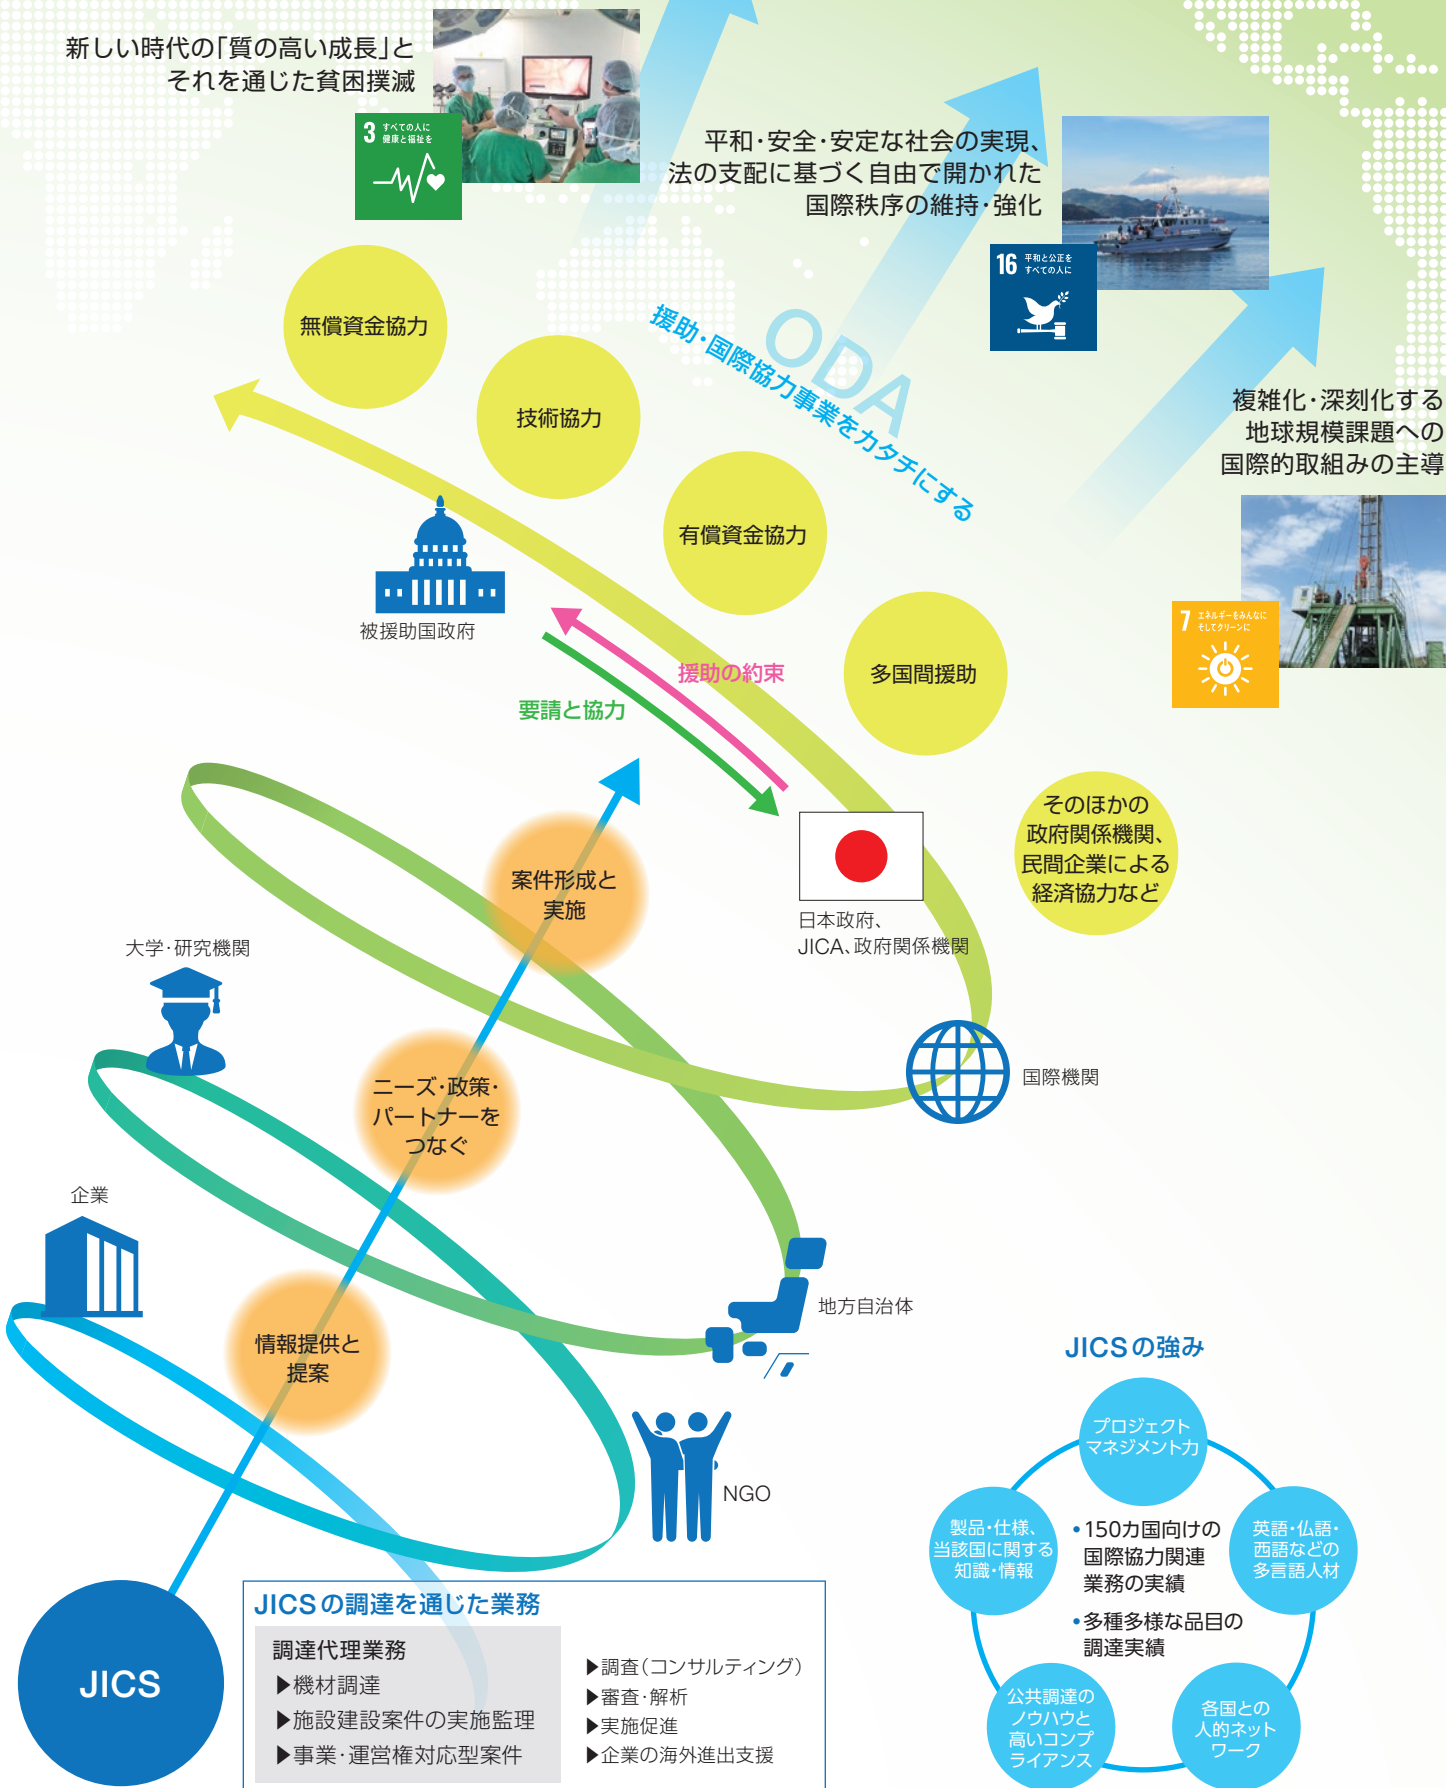 新しい時代の「質の高い成長」と
それを通じた貧困撲滅
3 すべての人に
健康と福祉を
平和・安全・安定な社会の実現、
法の支配に基づく自由で開かれた
国際秩序の維持・強化
16 平和と公正を
すべての人に
複雑化・深刻化する
地球規模課題への
国際的取組みの主導
7 エネルギーをみんなに
そしてクリーンに
ODA
援助・国際協力事業をカタチにする
無償資金協力
技術協力
有償資金協力
多国間援助
そのほかの
政府関係機関、
民間企業による
経済協力など
被援助国政府
援助の約束
要請と協力
日本政府、
JICA、政府関係機関
国際機関
案件形成と
実施
大学・研究機関
ニーズ・政策・
パートナーを
つなぐ
企業
地方自治体
情報提供と
提案
NGO
JICS
JICSの調達を通じた業務
調達代理業務
▶機材調達
▶施設建設案件の実施監理
▶事業・運営権対応型案件
▶調査（コンサルティング）
▶審査・解析
▶実施促進
▶企業の海外進出支援
JICSの強み
プロジェクト
マネジメント力
製品・仕様、
当該国に関する
知識・情報
•150カ国向けの
国際協力関連
業務の実績
•多種多様な品目の
調達実績
英語・仏語・
西語などの
多言語人材
公共調達の
ノウハウと
高いコンプ
ライアンス
各国との
人的ネット
ワーク